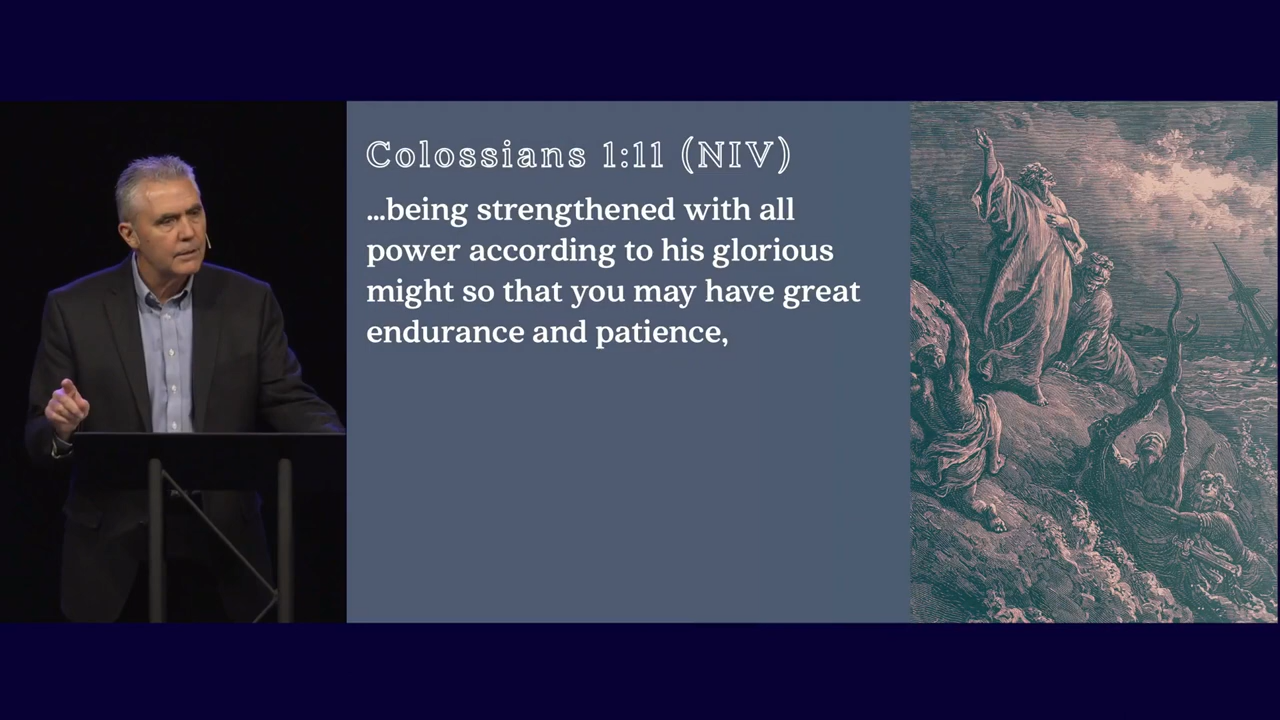 Colossians 1:11 (NIV)
...being strengthened with all
power according to his glorious
might so that you may have great
endurance and patience,